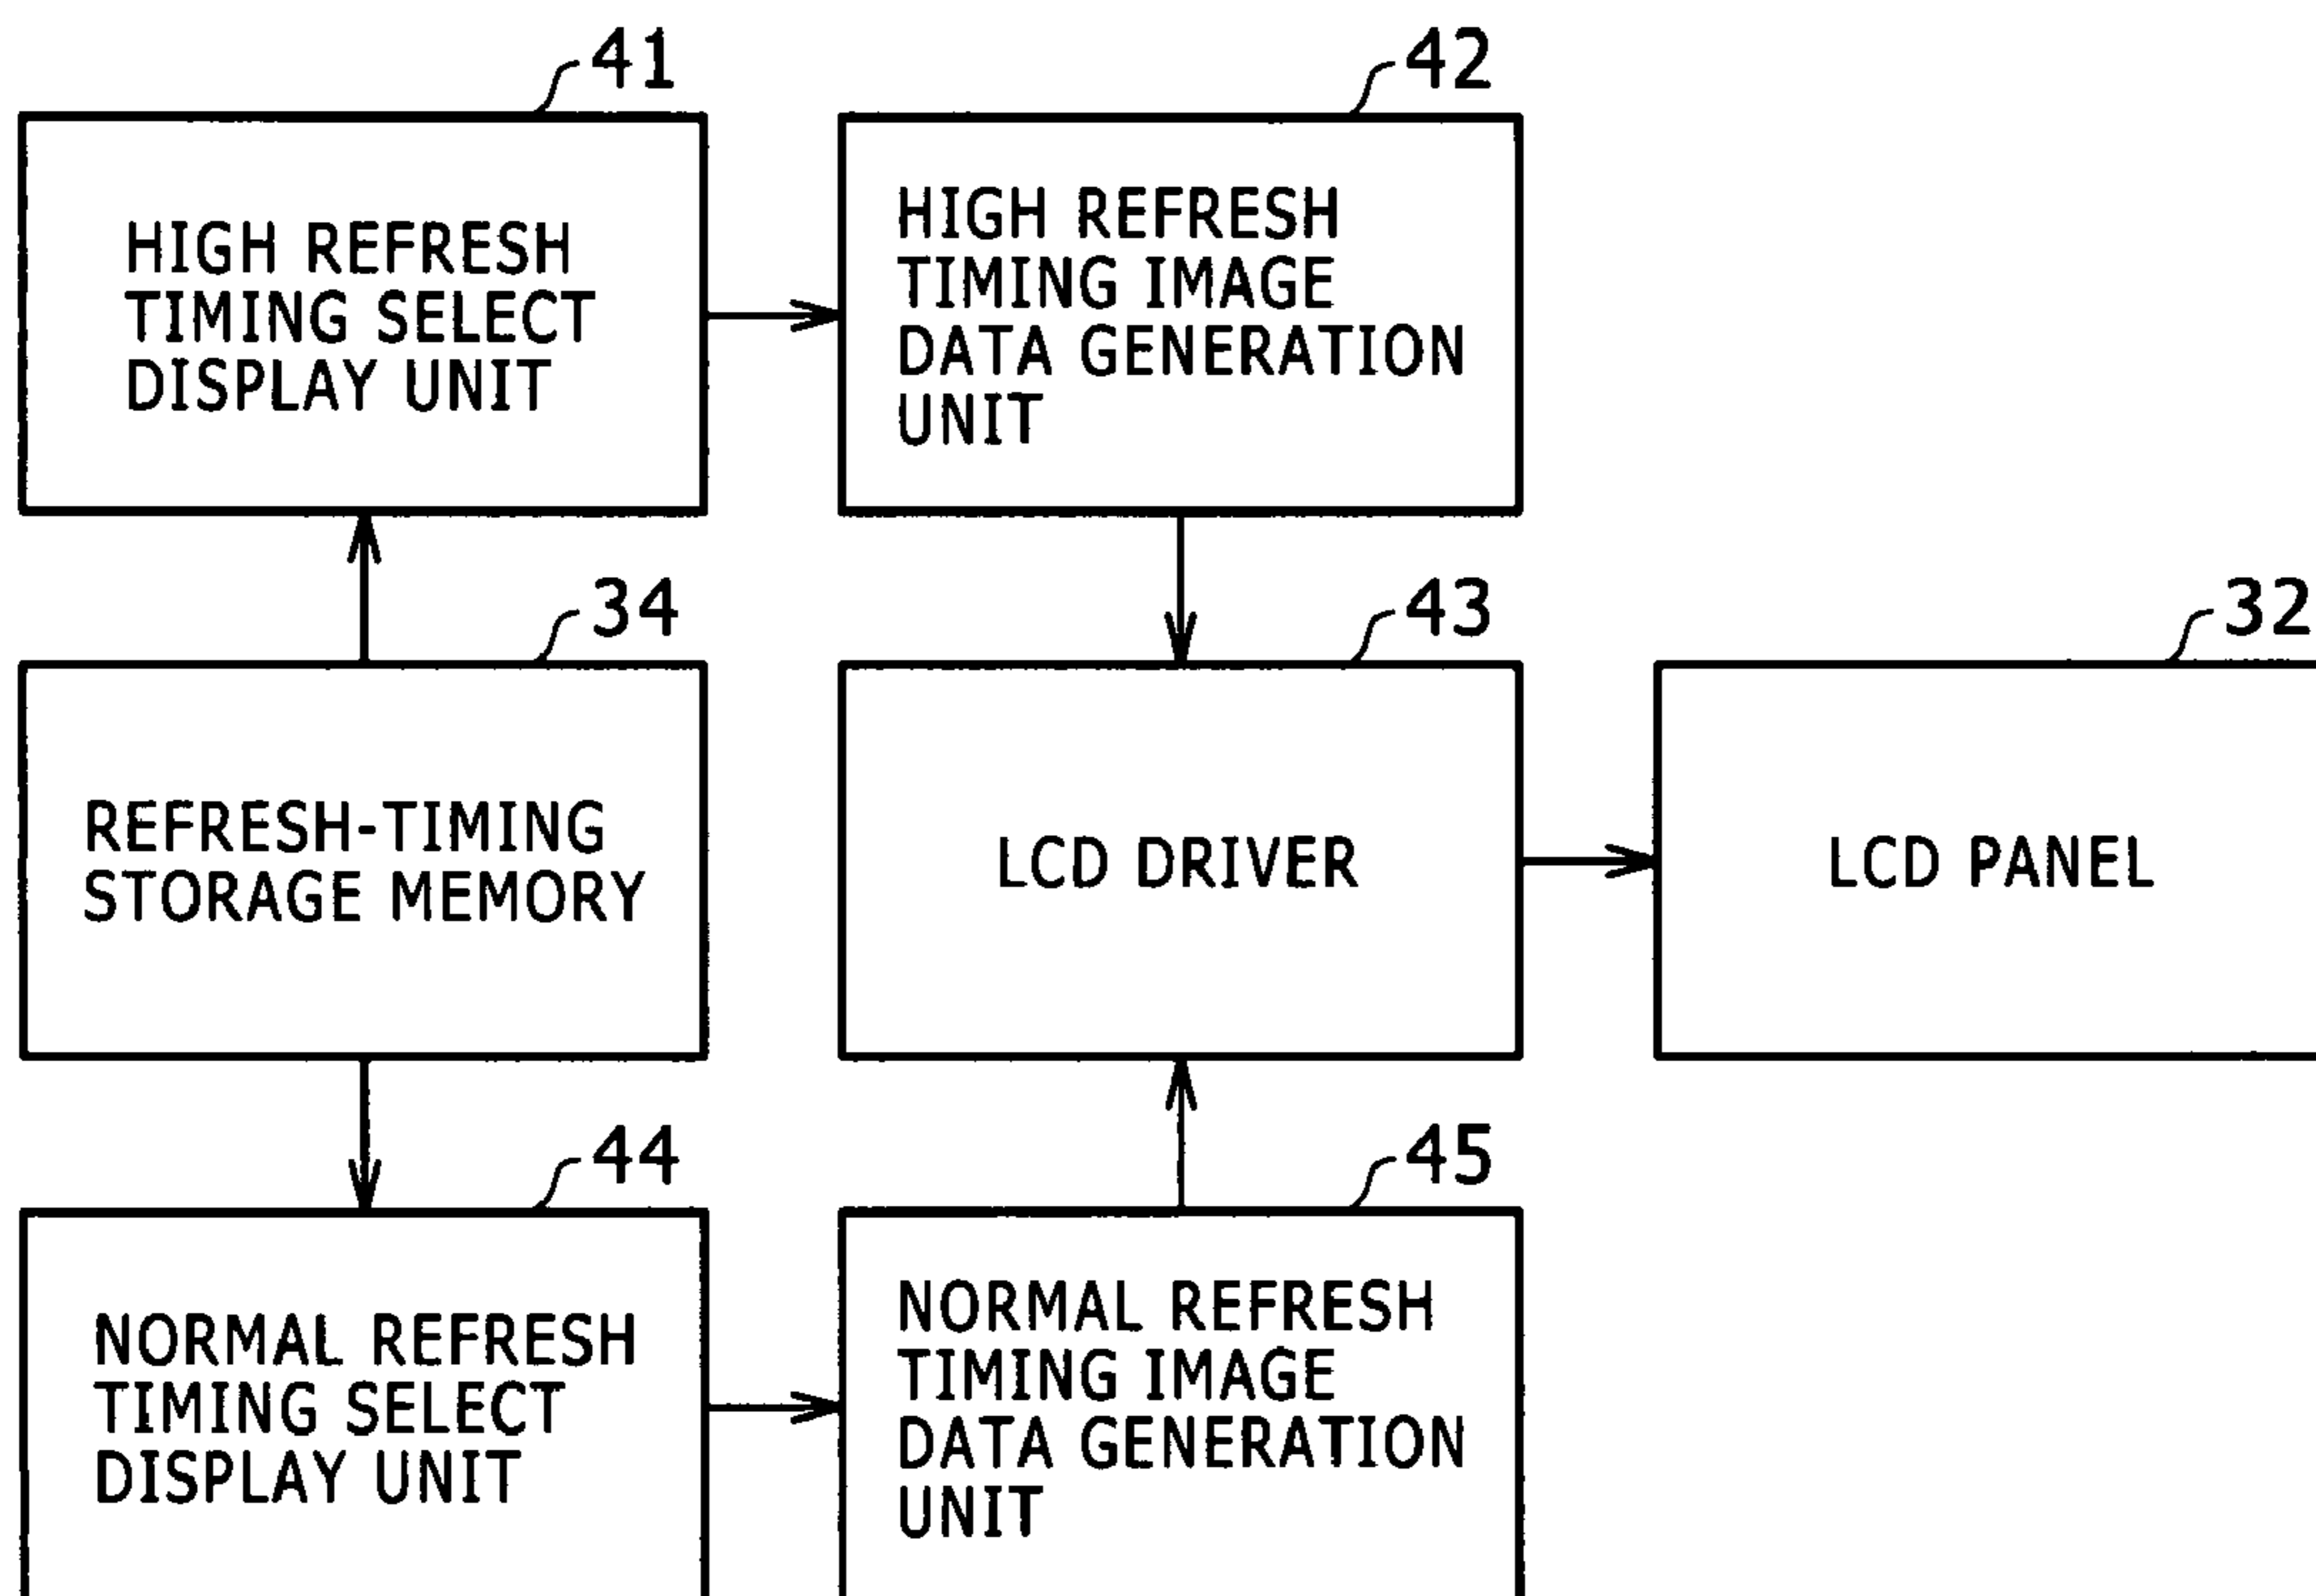 41
HIGH REFRESH
TIMING SELECT
DISPLAY UNIT
42
HIGH REFRESH
TIMING IMAGE
DATA GENERATION
UNIT
34
REFRESH-TIMING
STORAGE MEMORY
43
LCD DRIVER
32
LCD PANEL
44
NORMAL REFRESH
TIMING SELECT
DISPLAY UNIT
45
NORMAL REFRESH
TIMING IMAGE
DATA GENERATION
UNIT